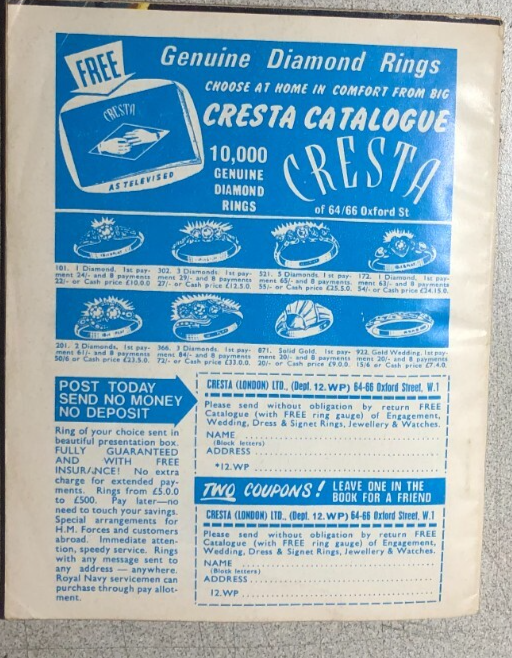 FREE
Genuine Diamond Rings
CHOOSE AT HOME IN COMFORT FROM BIG
CRESTA CATALOGUE
CRESTA
AS TELEVISED
10,000
GENUINE
DIAMOND
RINGS
CRESTA
of 64/66 Oxford St
101. 1 Diamond, 1st pay-
ment 24/- and 8 payments
22/- or Cash price £10.0.0
302. 3 Diamonds. 1st pay-
ment 29/- and 8 payments
27/- or Cash price £12.5.0.
521. 5 Diamonds. 1st pay-
ment 65/- and 8 payments.
55/- or Cash price £25.5.0.
172. 1 Diamond, 1st pay-
ment 63/- and 8 payments
54/- or Cash price £24.15.0.
201. 2 Diamonds, 1st pay-
ment 61/- and 8 payments
50/6 or Cash price £23.5.0.
366. 3 Diamonds, 1st pay-
ment 84/- and 8 payments
72/- or Cash price £33.0.0.
871. Solid Gold. 1st pay-
ment 20/- and 8 payments
20/- or Cash price £9.0.0.
932. Gold Wedding, 1st pay-
ment 20/- and 8 payments
15/6 or Cash price £7.4.0.
POST TODAY
SEND NO MONEY
NO DEPOSIT
Ring of your choice sent in
beautiful presentation box.
FULLY GUARANTEED
AND WITH FREE
INSURANCE! No extra
charge for extended pay-
ments. Rings from £5.0.0
to £500. Pay later—no
need to touch your savings.
Special arrangements for
H.M. Forces and customers
abroad. Immediate atten-
tion, speedy service. Rings
with any message sent to
any address — anywhere.
Royal Navy servicemen can
purchase through pay allot-
ment.
CRESTA (LONDON) LTD., (Dept. 12.WP) 64-66 Oxford Street, W.1
Please send without obligation by return FREE
Catalogue (with FREE ring gauge) of Engagement,
Wedding, Dress & Signet Rings, Jewellery & Watches.
NAME
(Block letters)
ADDRESS
*12.WP
TWO COUPONS! LEAVE ONE IN THE
BOOK FOR A FRIEND
CRESTA (LONDON) LTD., (Dept. 12.WP) 64-66 Oxford Street, W.1
Please send without obligation by return FREE
Catalogue (with FREE ring gauge) of Engagement,
Wedding, Dress & Signet Rings, Jewellery & Watches.
NAME
(Block letters)
ADDRESS
12.WP